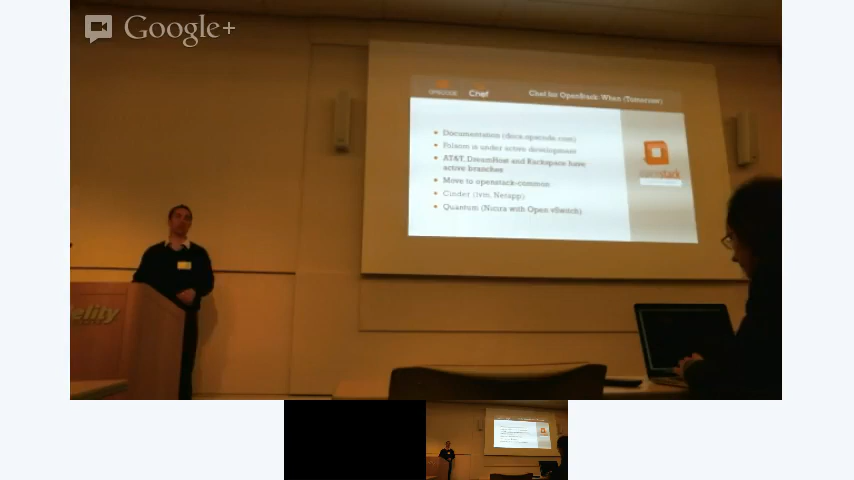 Google+
OPSCODE Chef Chef for OpenStack: When (Tomorrow)
Documentation (docs.opscode.com)
Folsom is under active development
AT&T, DreamHost and Rackspace have
active branches
Move to openstack-common
Cinder (lvm, Netapp)
Quantum (Nicira with Open vSwitch)
openstack
elity